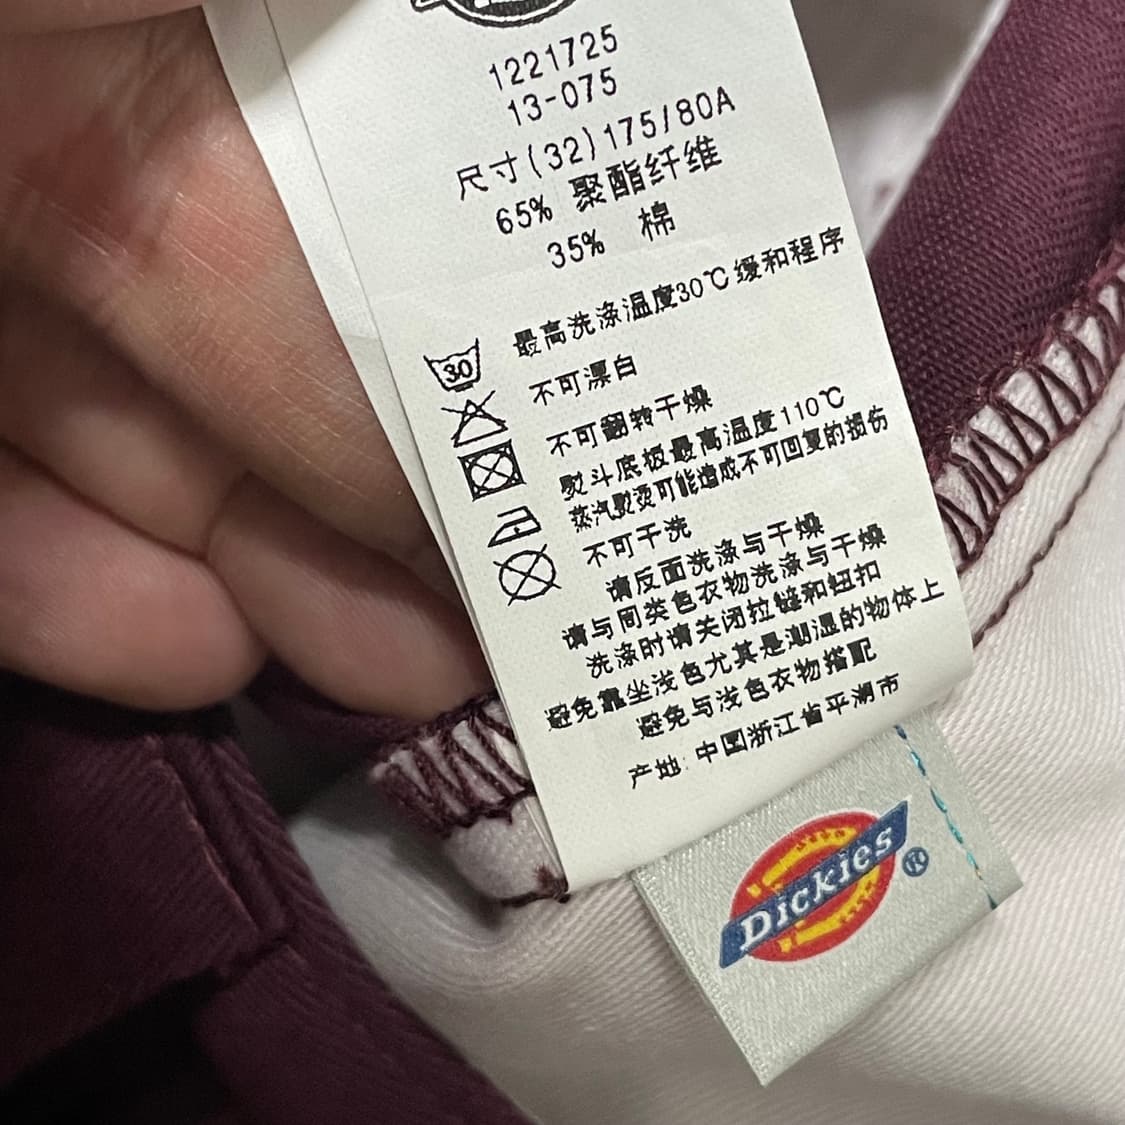 1221725
13-075
尺寸(32)175/80A
65% 聚酯纤维
35% 棉
最高洗涤温度30℃缓和程序
30
不可漂白
不可翻转干燥
熨斗底板最高温度110℃
蒸汽熨烫可能造成不可回复的损伤
不可干洗
请反面洗涤与干燥
请与同类色衣物洗涤与干燥
洗涤时请关闭拉链和纽扣
避免靠坐浅色尤其是潮湿的物体上
避免与浅色衣物搭配
产地:中国浙江省平湖市
Dickies®